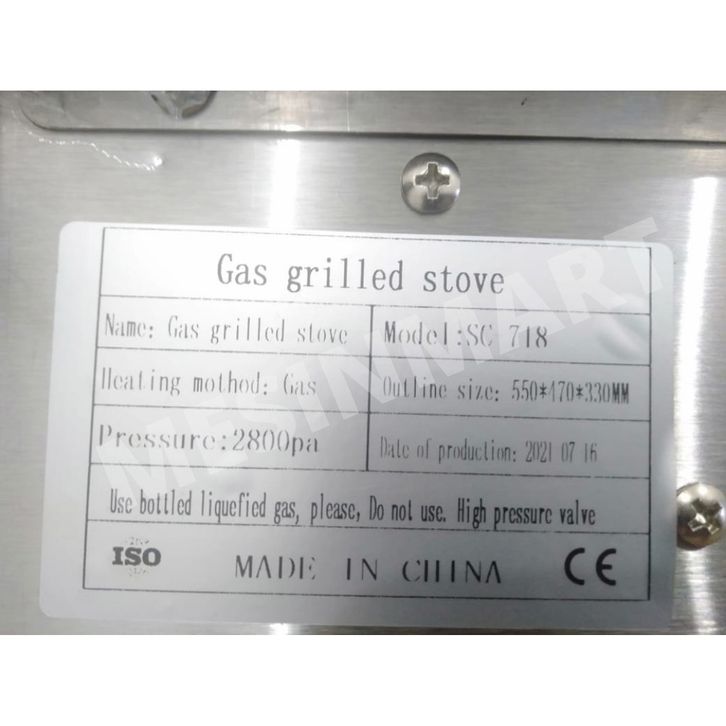 Gas grilled stove
Name: Gas grilled stove
Model:SC 718
Heating mothod: Gas
Outline size: 550*470*330MM
Pressure:2800pa
Date of production: 2021 07 16
Use bottled liquefied gas, please, Do not use. High pressure valve
ISO
MADE IN CHINA
CE
MESINMART